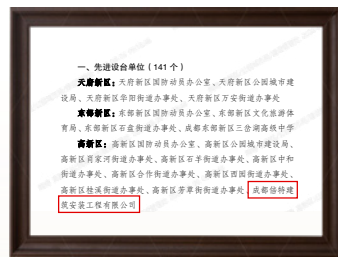 一、先进设台单位（141 个）
天府新区：天府新区国防动员办公室、天府新区公园城市建
设局、天府新区华阳街道办事处、天府新区万安街道办事处
东部新区：东部新区国防动员办公室、东部新区文化旅游体
育局、东部新区石盘街道办事处、成都东部新区三岔湖高级中学
高新区：高新区国防动员办公室、高新区公园城市建设局、
高新区肖家河街道办事处、高新区石羊街道办事处、高新区中和
街道办事处、高新区合作街道办事处、高新区西园街道办事处、
高新区桂溪街道办事处、高新区芳草街街道办事处、成都倍特建
筑安装工程有限公司